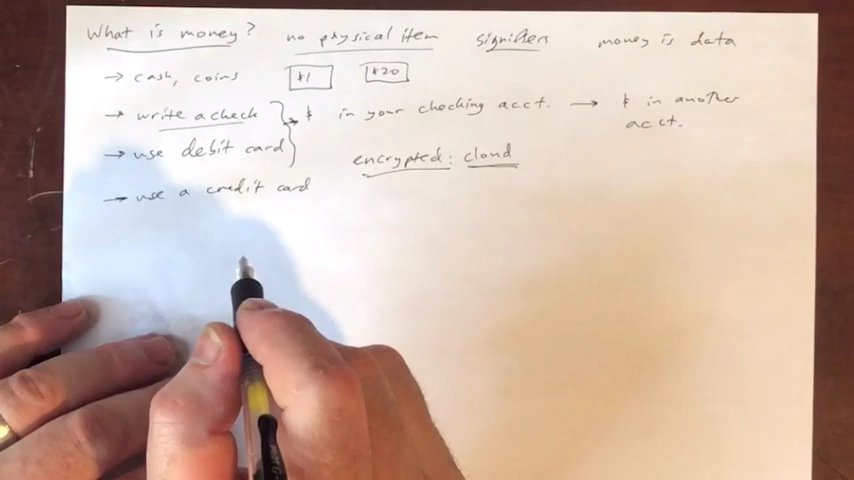 What is money? no physical item signifiers money is data
→ cash, coins $1 $20
→ write a check $ in your checking acct. → $ in another acct.
→ use debit card
encrypted: cloud
→ use a credit card